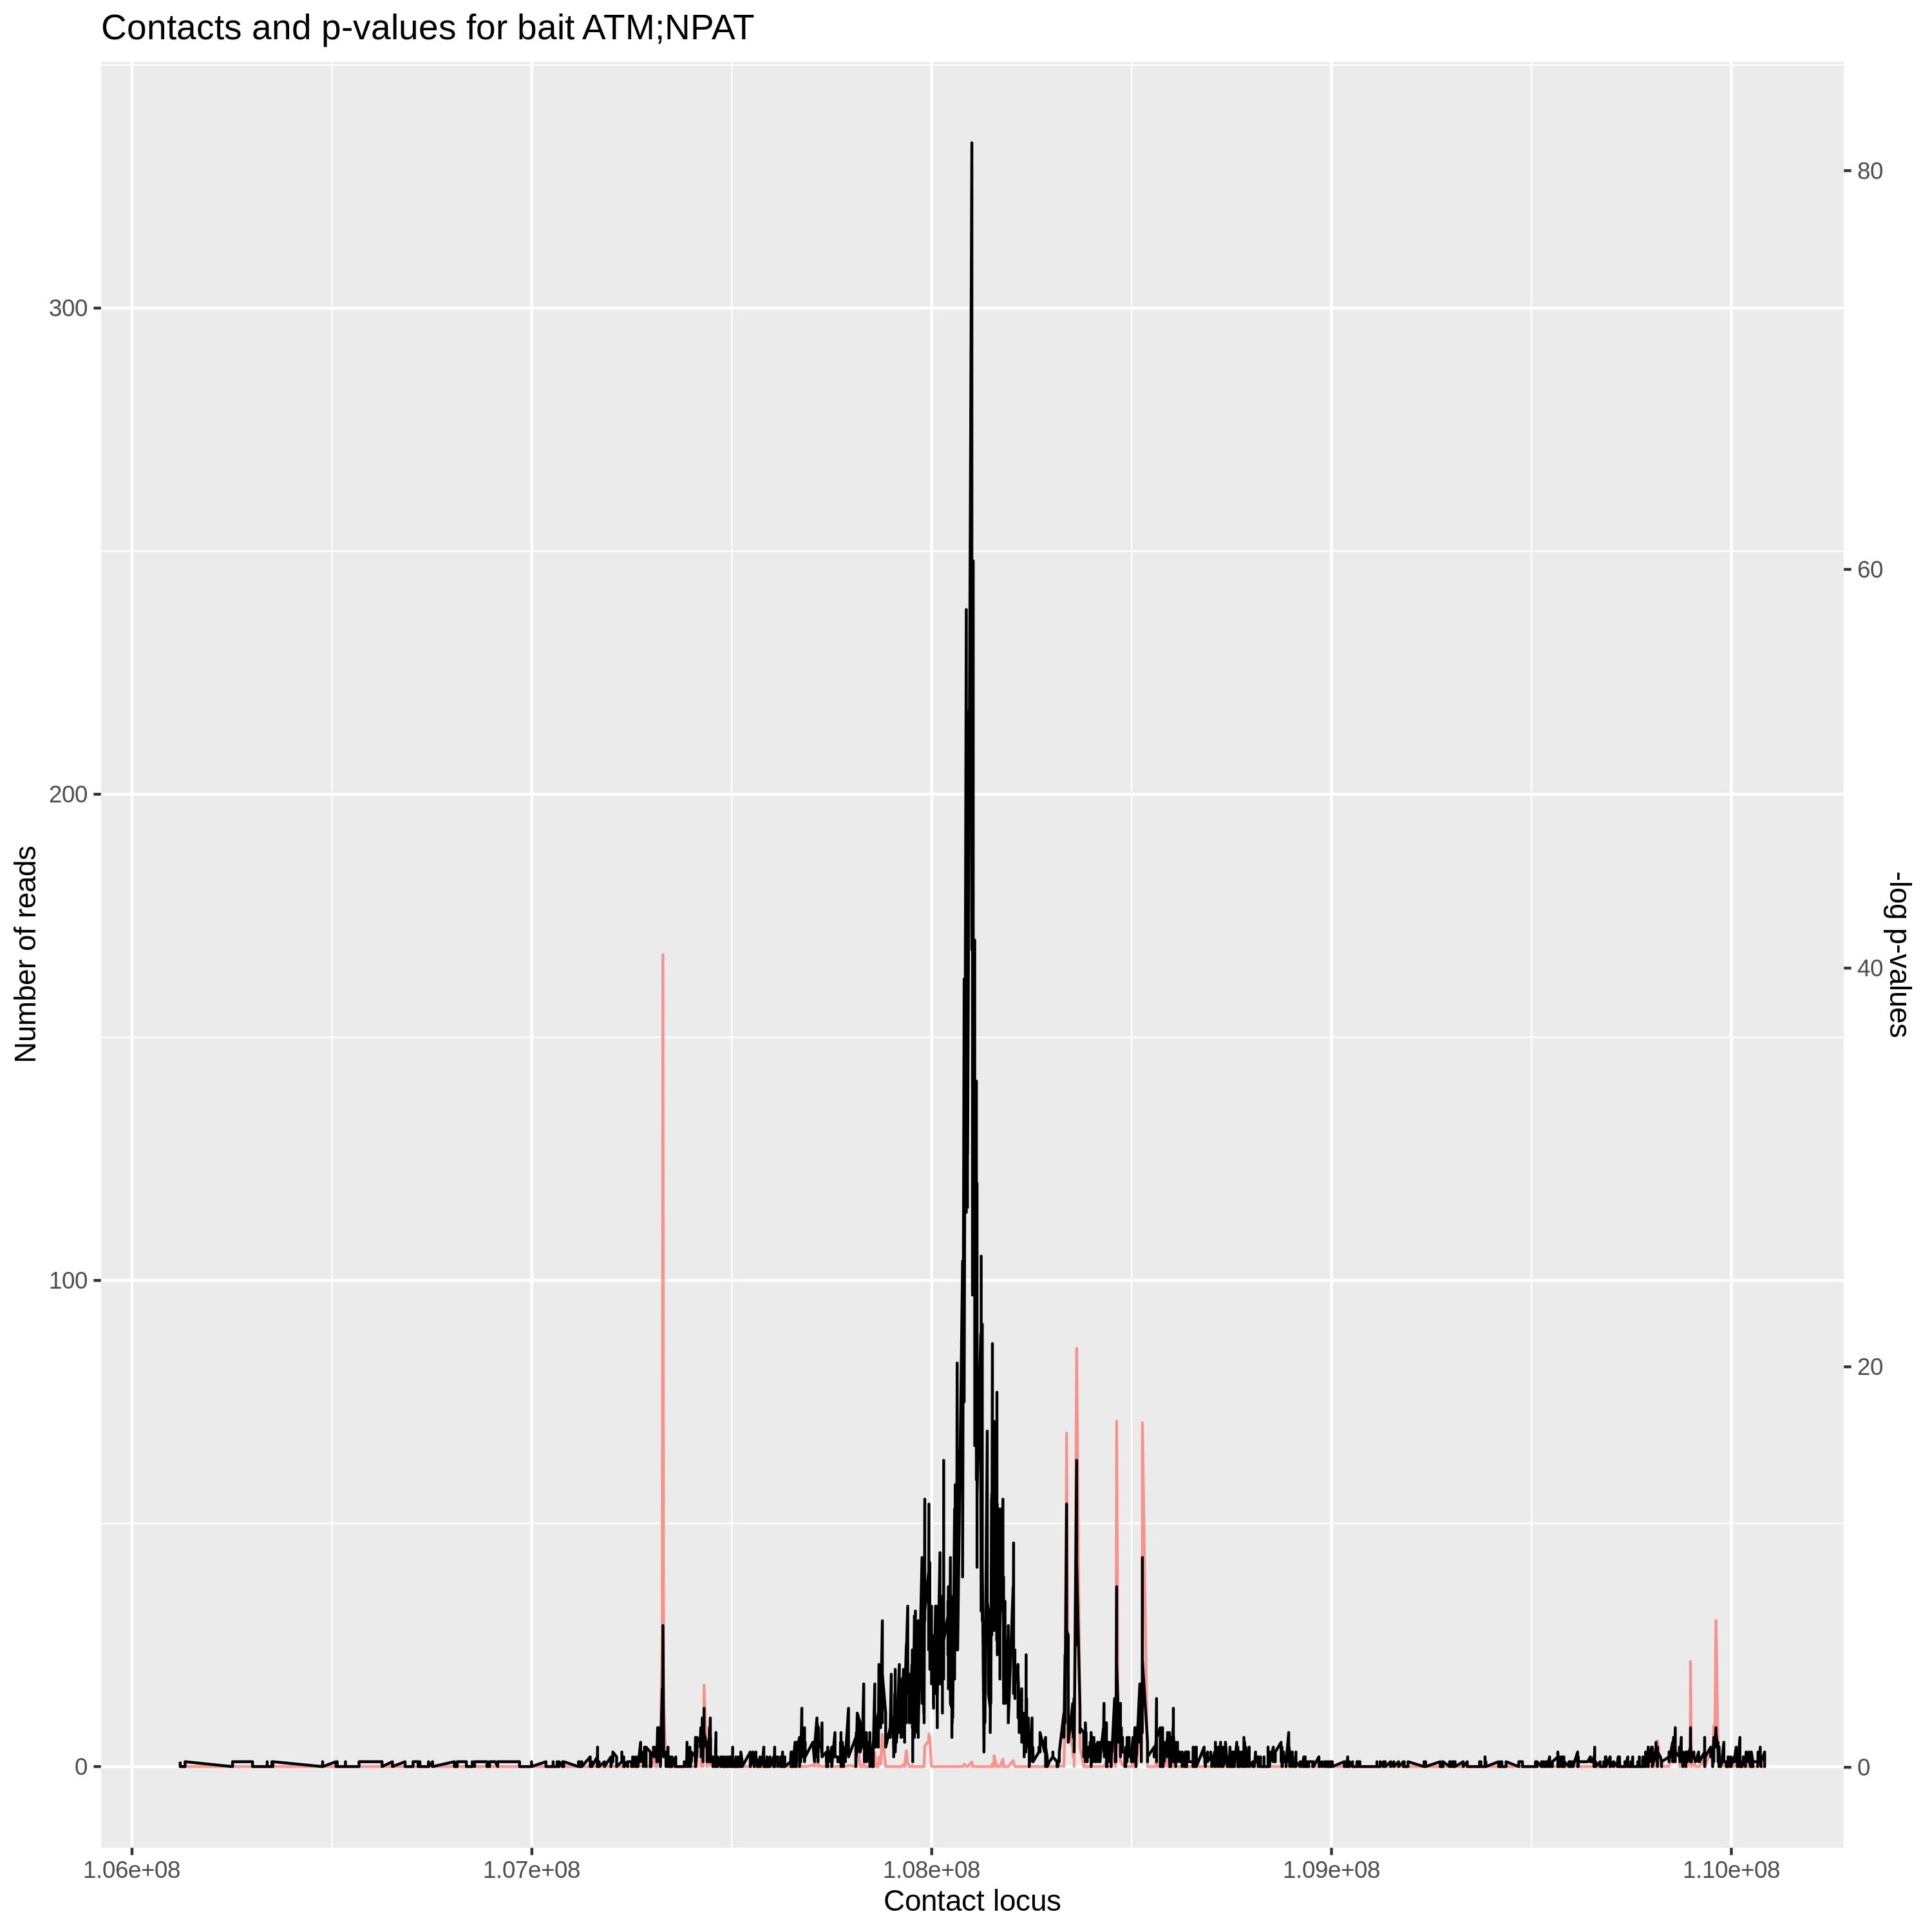 Contacts and p-values for bait ATM;NPAT
Number of reads
300
200
100
0
80
60
40
20
0
-log p-values
1.06e+08
1.07e+08
1.08e+08
1.09e+08
1.10e+08
Contact locus